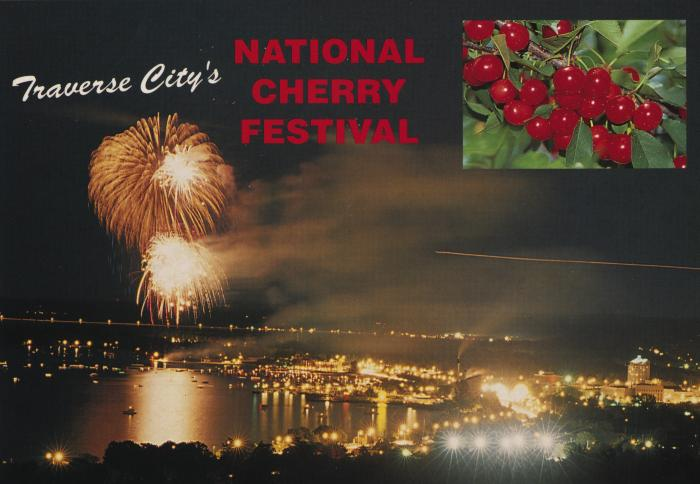 Traverse City's
NATIONAL
CHERRY
FESTIVAL